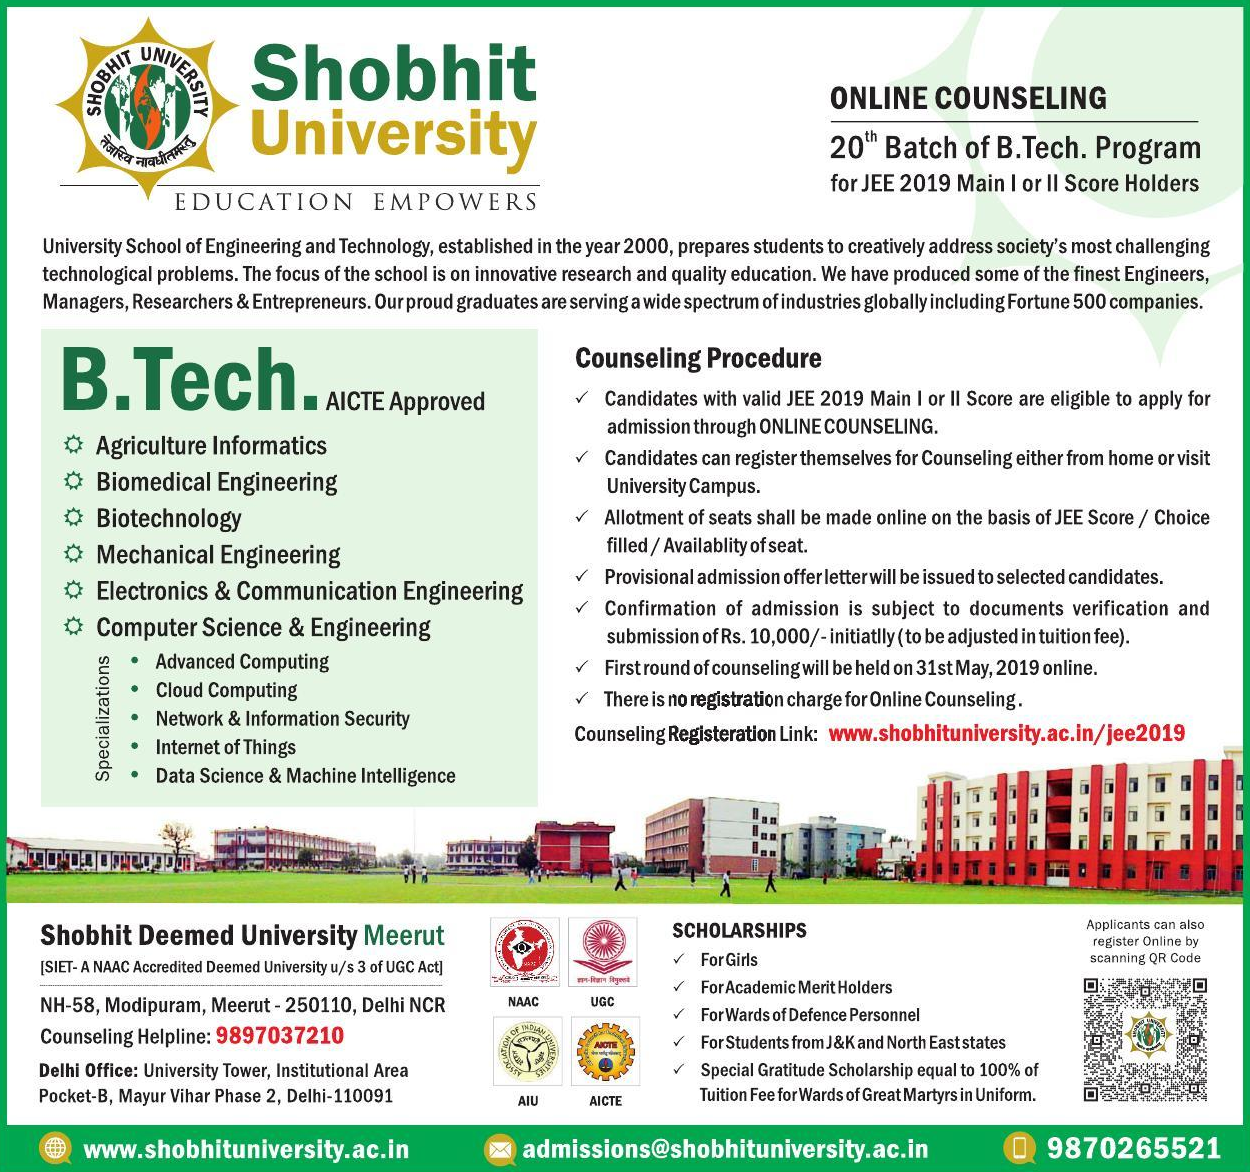 SHOBHIT UNIVERSITY
तेजस्वि नावधीतमस्तु
Shobhit
University
EDUCATION EMPOWERS
ONLINE COUNSELING
20th Batch of B.Tech. Program
for JEE 2019 Main I or II Score Holders
University School of Engineering and Technology, established in the year 2000, prepares students to creatively address society's most challenging
technological problems. The focus of the school is on innovative research and quality education. We have produced some of the finest Engineers,
Managers, Researchers & Entrepreneurs. Our proud graduates are serving a wide spectrum of industries globally including Fortune 500 companies.
B.Tech. AICTE Approved
Agriculture Informatics
Biomedical Engineering
Biotechnology
Mechanical Engineering
Electronics & Communication Engineering
Computer Science & Engineering
Specializations
• Advanced Computing
• Cloud Computing
• Network & Information Security
• Internet of Things
• Data Science & Machine Intelligence
Counseling Procedure
✓ Candidates with valid JEE 2019 Main I or II Score are eligible to apply for
admission through ONLINE COUNSELING.
✓ Candidates can register themselves for Counseling either from home or visit
University Campus.
✓ Allotment of seats shall be made online on the basis of JEE Score / Choice
filled / Availablity of seat.
✓ Provisional admission offer letter will be issued to selected candidates.
✓ Confirmation of admission is subject to documents verification and
submission of Rs. 10,000/- initiatlly (to be adjusted in tuition fee).
✓ First round of counseling will be held on 31st May, 2019 online.
✓ There is no registration charge for Online Counseling.
Counseling Registeration Link: www.shobhituniversity.ac.in/jee2019
Shobhit Deemed University Meerut
[SIET- A NAAC Accredited Deemed University u/s 3 of UGC Act]
NH-58, Modipuram, Meerut - 250110, Delhi NCR
Counseling Helpline: 9897037210
Delhi Office: University Tower, Institutional Area
Pocket-B, Mayur Vihar Phase 2, Delhi-110091
ज्ञान-विज्ञान विमुक्तये
NAAC UGC
ASSOCIATION OF INDIAN UNIVERSITIES
AICTE
AIU AICTE
SCHOLARSHIPS
✓ For Girls
✓ For Academic Merit Holders
✓ For Wards of Defence Personnel
✓ For Students from J&K and North East states
✓ Special Gratitude Scholarship equal to 100% of
Tuition Fee for Wards of Great Martyrs in Uniform.
Applicants can also
register Online by
scanning QR Code
www.shobhituniversity.ac.in
admissions@shobhituniversity.ac.in
9870265521